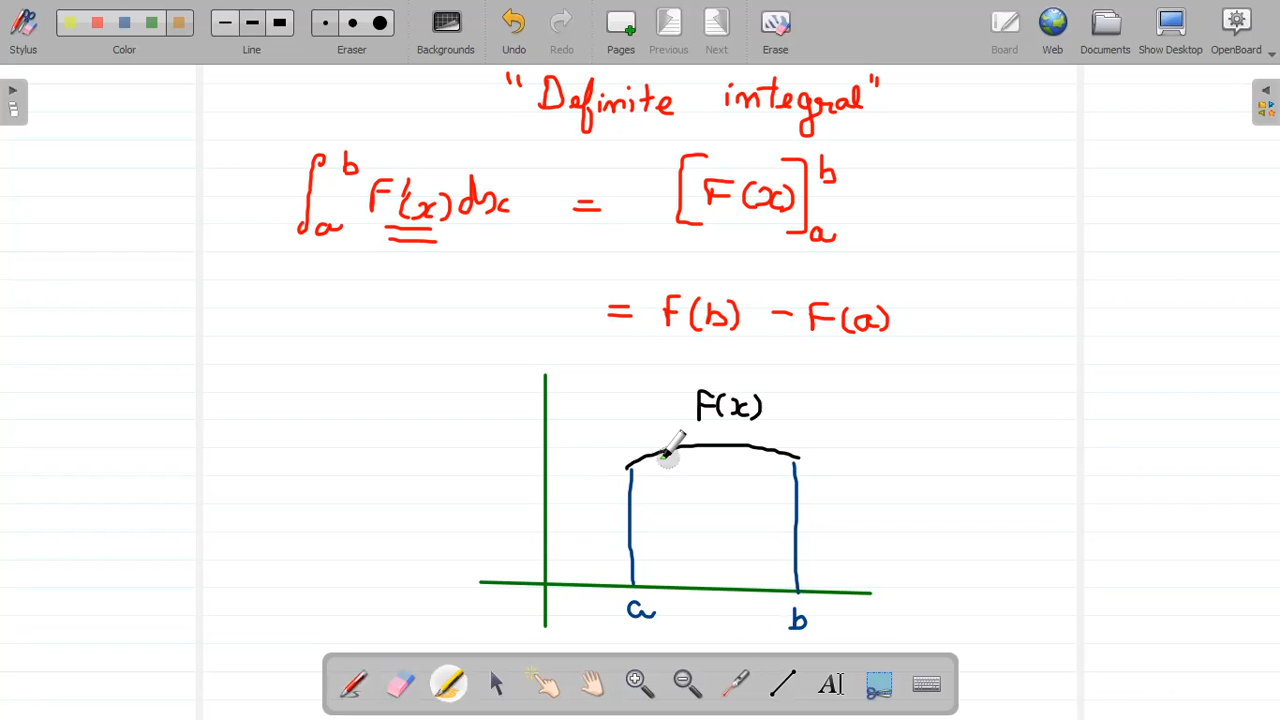 Stylus Color Line Eraser Backgrounds Undo Redo Pages Previous Next Erase Board Web Documents Show Desktop OpenBoard
"Definite integral"
∫ₐᵇ F'(x)dx = [F(x)]ₐᵇ
= F(b) - F(a)
F(x)
a b
AI